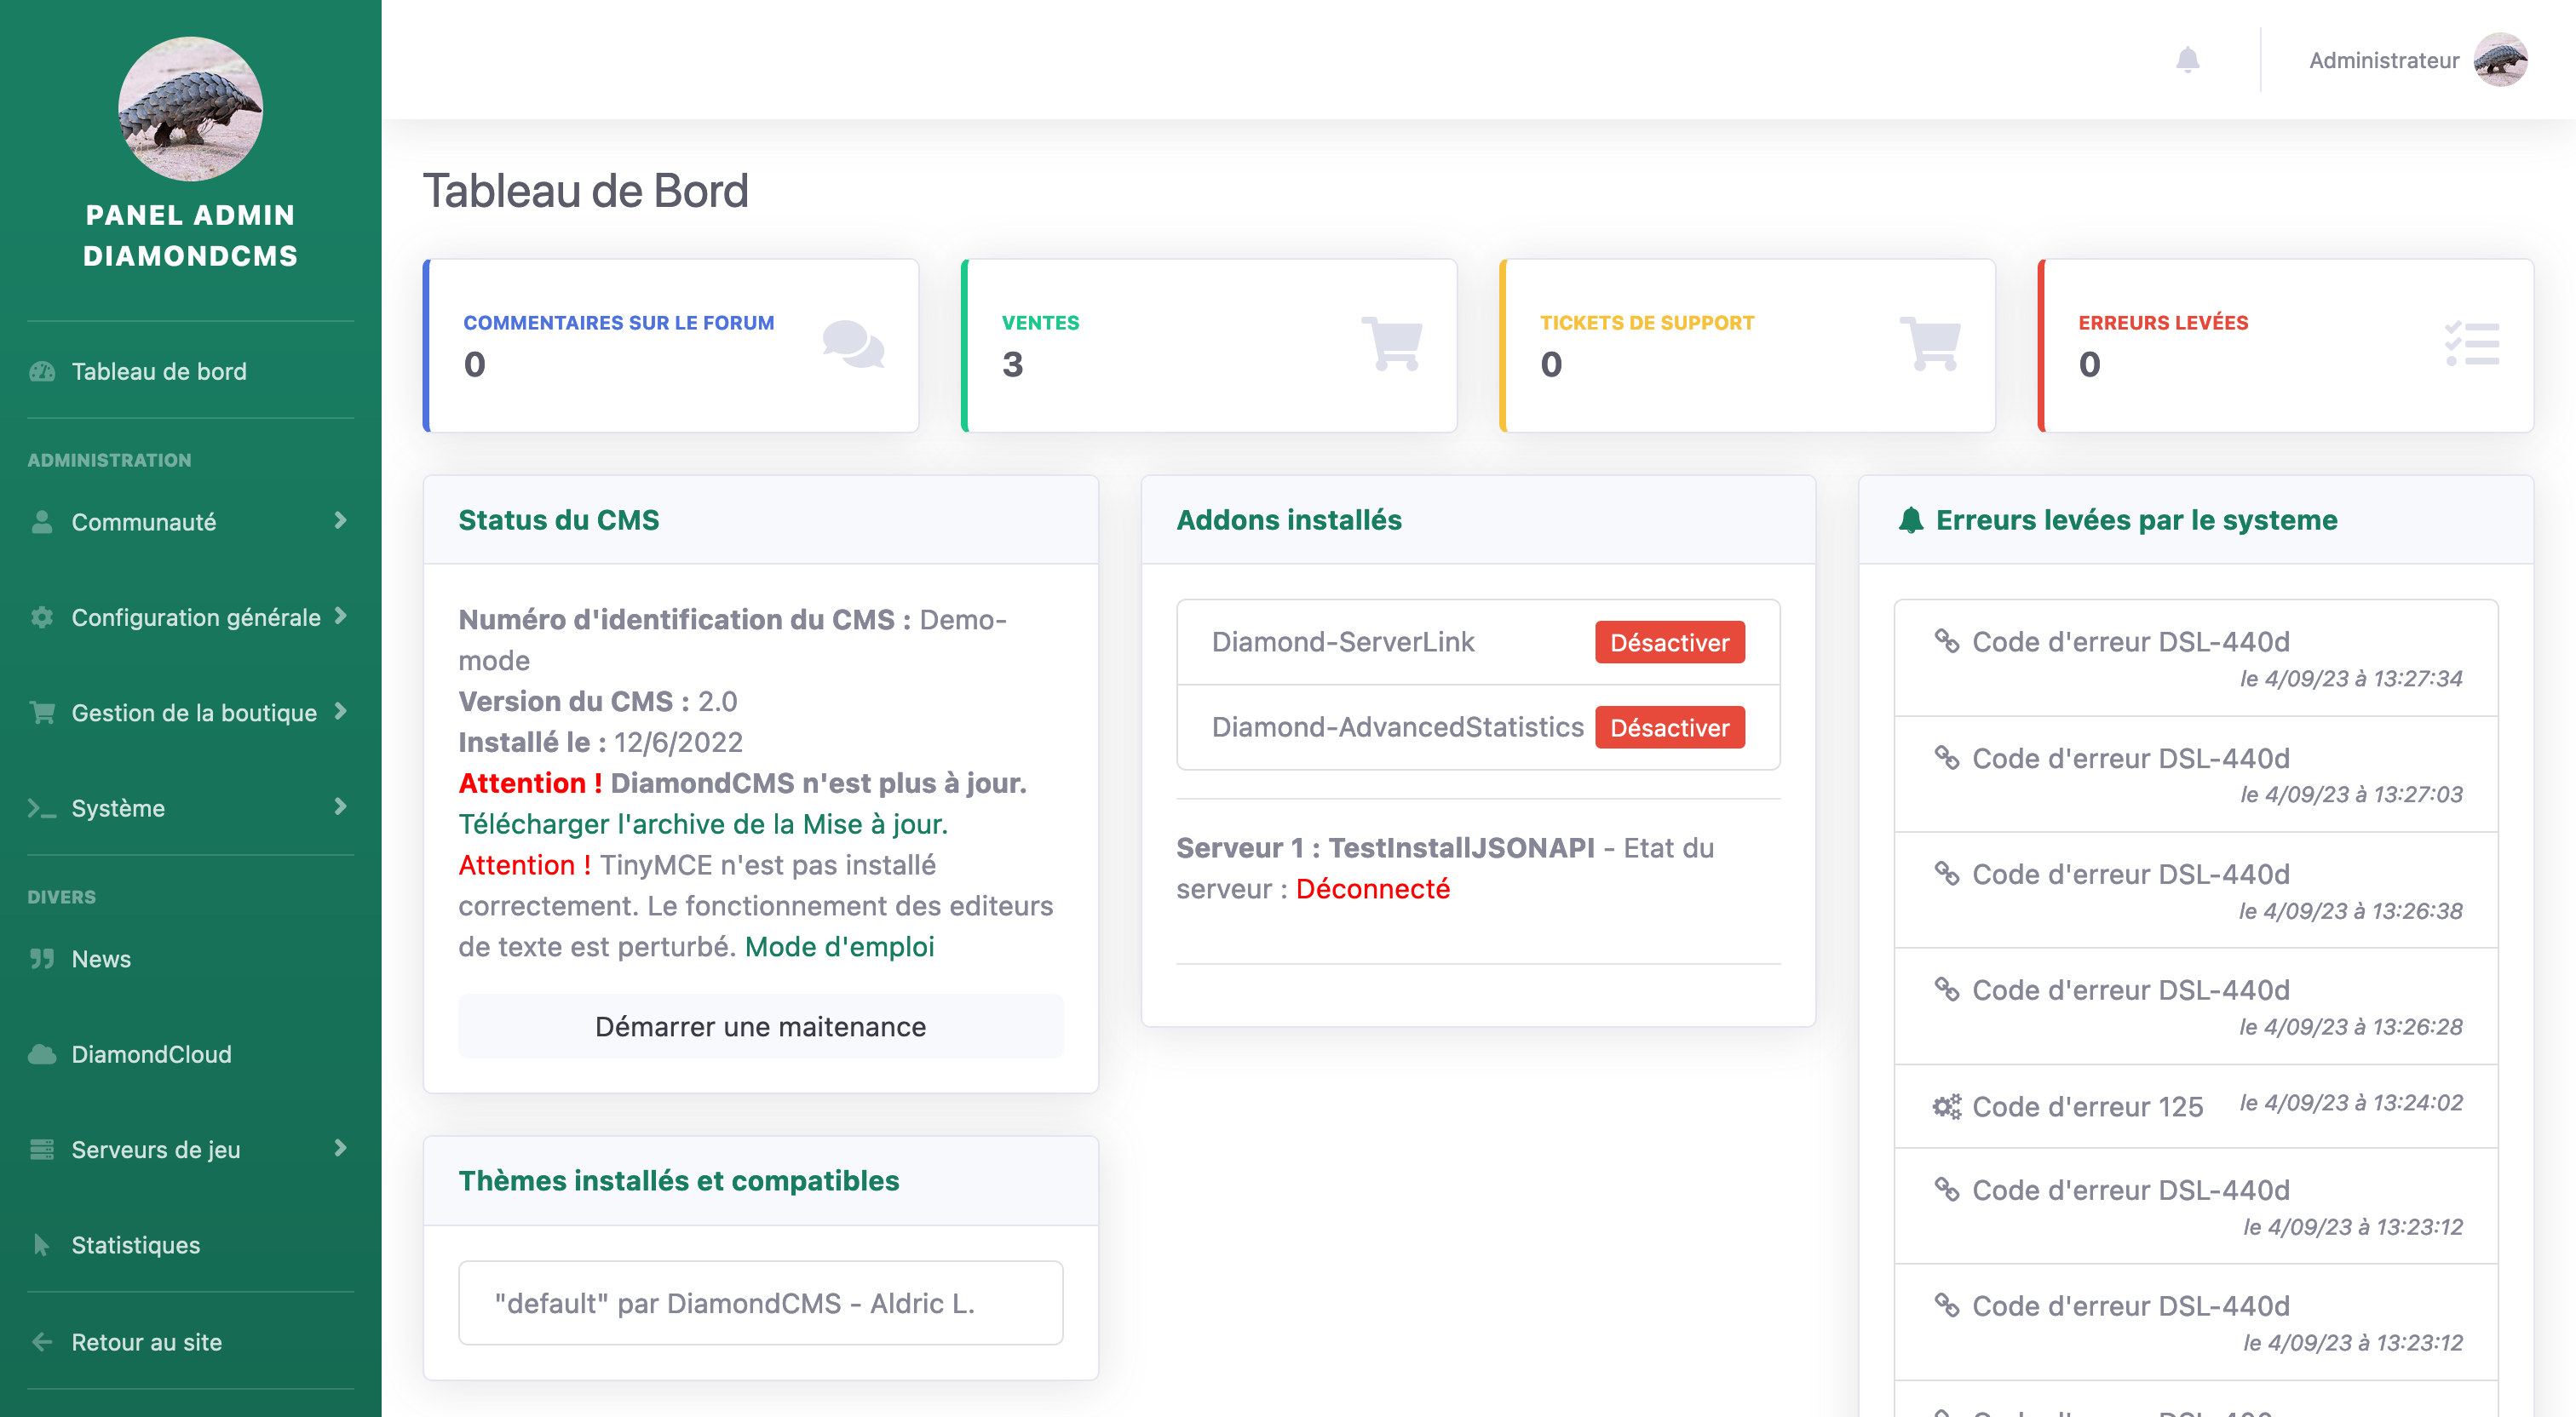 PANEL ADMIN
DIAMONDCMS
Tableau de bord
ADMINISTRATION
Communauté
Configuration générale
Gestion de la boutique
Système
DIVERS
News
DiamondCloud
Serveurs de jeu
Statistiques
Retour au site
Administrateur
Tableau de Bord
COMMENTAIRES SUR LE FORUM
0
VENTES
3
TICKETS DE SUPPORT
0
ERREURS LEVÉES
0
Status du CMS
Numéro d'identification du CMS : Demo-
mode
Version du CMS : 2.0
Installé le : 12/6/2022
Attention ! DiamondCMS n'est plus à jour.
Télécharger l'archive de la Mise à jour.
Attention ! TinyMCE n'est pas installé
correctement. Le fonctionnement des editeurs
de texte est perturbé. Mode d'emploi
Démarrer une maitenance
Thèmes installés et compatibles
"default" par DiamondCMS - Aldric L.
Addons installés
Diamond-ServerLink
Désactiver
Diamond-AdvancedStatistics
Désactiver
Serveur 1 : TestInstallJSONAPI - Etat du
serveur : Déconnecté
Erreurs levées par le systeme
Code d'erreur DSL-440d
le 4/09/23 à 13:27:34
Code d'erreur DSL-440d
le 4/09/23 à 13:27:03
Code d'erreur DSL-440d
le 4/09/23 à 13:26:38
Code d'erreur DSL-440d
le 4/09/23 à 13:26:28
Code d'erreur 125
le 4/09/23 à 13:24:02
Code d'erreur DSL-440d
le 4/09/23 à 13:23:12
Code d'erreur DSL-440d
le 4/09/23 à 13:23:12